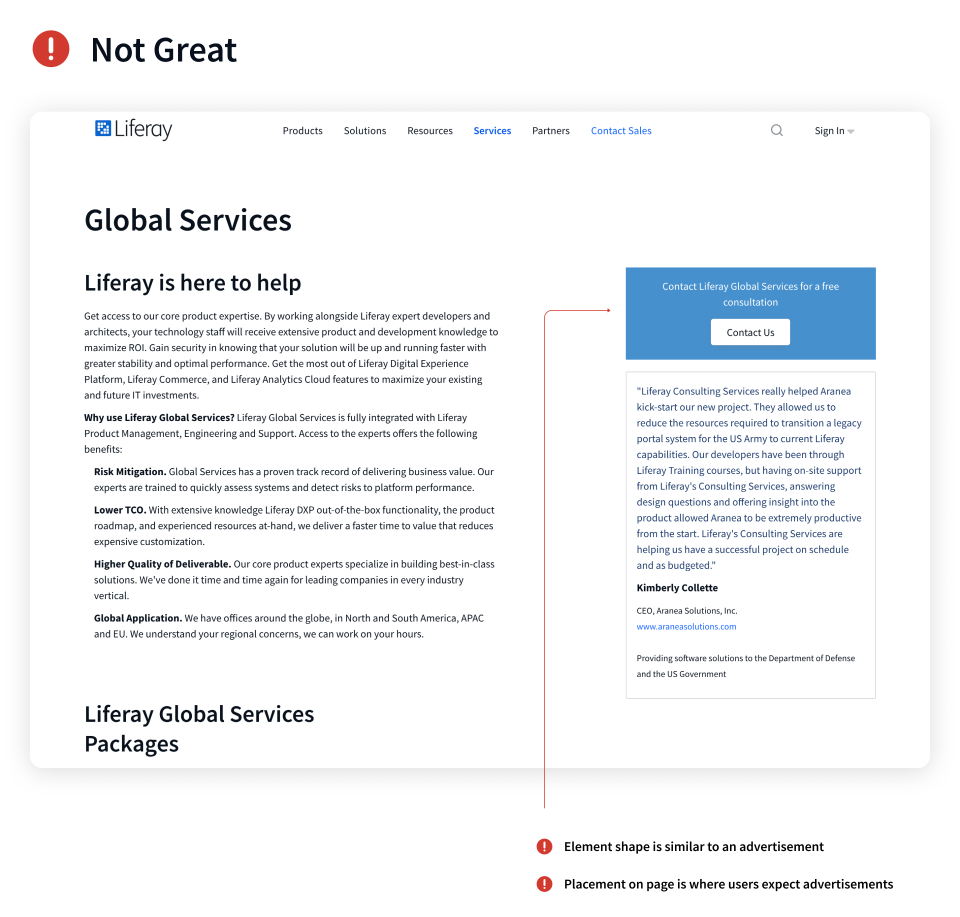 Not Great
Liferay
Products Solutions Resources Services Partners Contact Sales Sign In
Global Services
Liferay is here to help
Get access to our core product expertise. By working alongside Liferay expert developers and
architects, your technology staff will receive extensive product and development knowledge to
maximize ROI. Gain security in knowing that your solution will be up and running faster with
greater stability and optimal performance. Get the most out of Liferay Digital Experience
Platform, Liferay Commerce, and Liferay Analytics Cloud features to maximize your existing
and future IT investments.
Why use Liferay Global Services? Liferay Global Services is fully integrated with Liferay
Product Management, Engineering and Support. Access to the experts offers the following
benefits:
Risk Mitigation. Global Services has a proven track record of delivering business value. Our
experts are trained to quickly assess systems and detect risks to platform performance.
Lower TCO. With extensive knowledge Liferay DXP out-of-the-box functionality, the product
roadmap, and experienced resources at-hand, we deliver a faster time to value that reduces
expensive customization.
Higher Quality of Deliverable. Our core product experts specialize in building best-in-class
solutions. We've done it time and time again for leading companies in every industry
vertical.
Global Application. We have offices around the globe, in North and South America, APAC
and EU. We understand your regional concerns, we can work on your hours.
Liferay Global Services
Packages
Contact Liferay Global Services for a free
consultation
Contact Us
"Liferay Consulting Services really helped Aranea
kick-start our new project. They allowed us to
reduce the resources required to transition a legacy
portal system for the US Army to current Liferay
capabilities. Our developers have been through
Liferay Training courses, but having on-site support
from Liferay's Consulting Services, answering
design questions and offering insight into the
product allowed Aranea to be extremely productive
from the start. Liferay's Consulting Services are
helping us have a successful project on schedule
and as budgeted."
Kimberly Collette
CEO, Aranea Solutions, Inc.
www.araneasolutions.com
Providing software solutions to the Department of Defense
and the US Government
Element shape is similar to an advertisement
Placement on page is where users expect advertisements